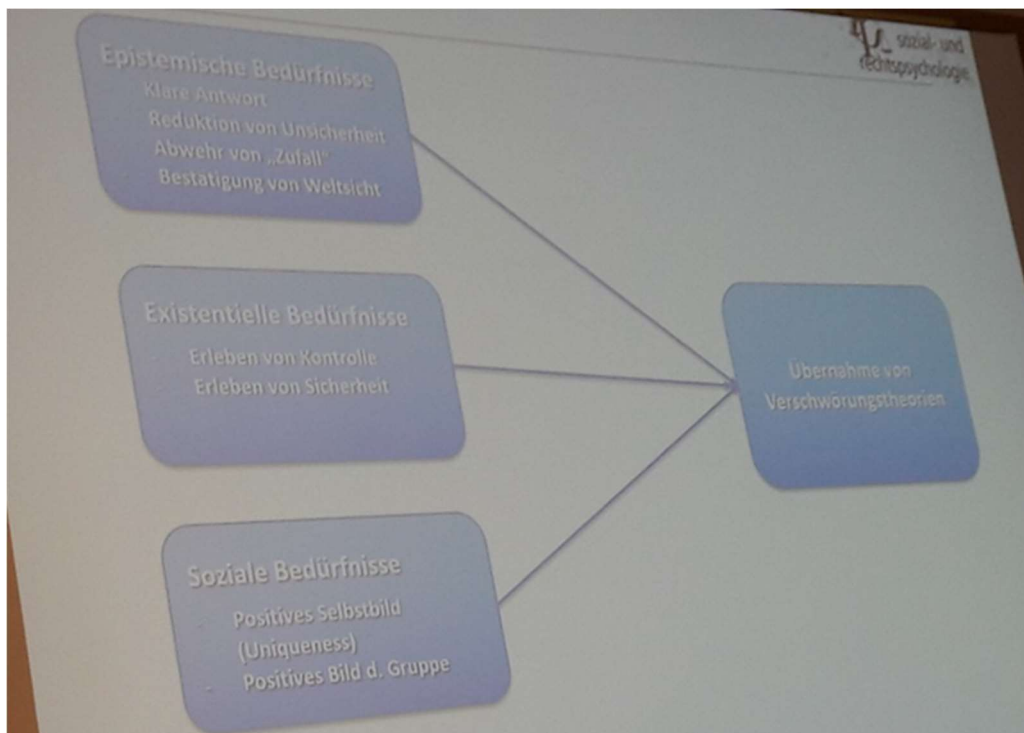 sozial- und
rechtspsychologie
Epistemische Bedürfnisse
Klare Antwort
Reduktion von Unsicherheit
Abwehr von „Zufall“
Bestätigung von Weltsicht
Existentielle Bedürfnisse
Erleben von Kontrolle
Erleben von Sicherheit
Soziale Bedürfnisse
Positives Selbstbild
(Uniqueness)
Positives Bild d. Gruppe
Übernahme von
Verschwörungstheorien